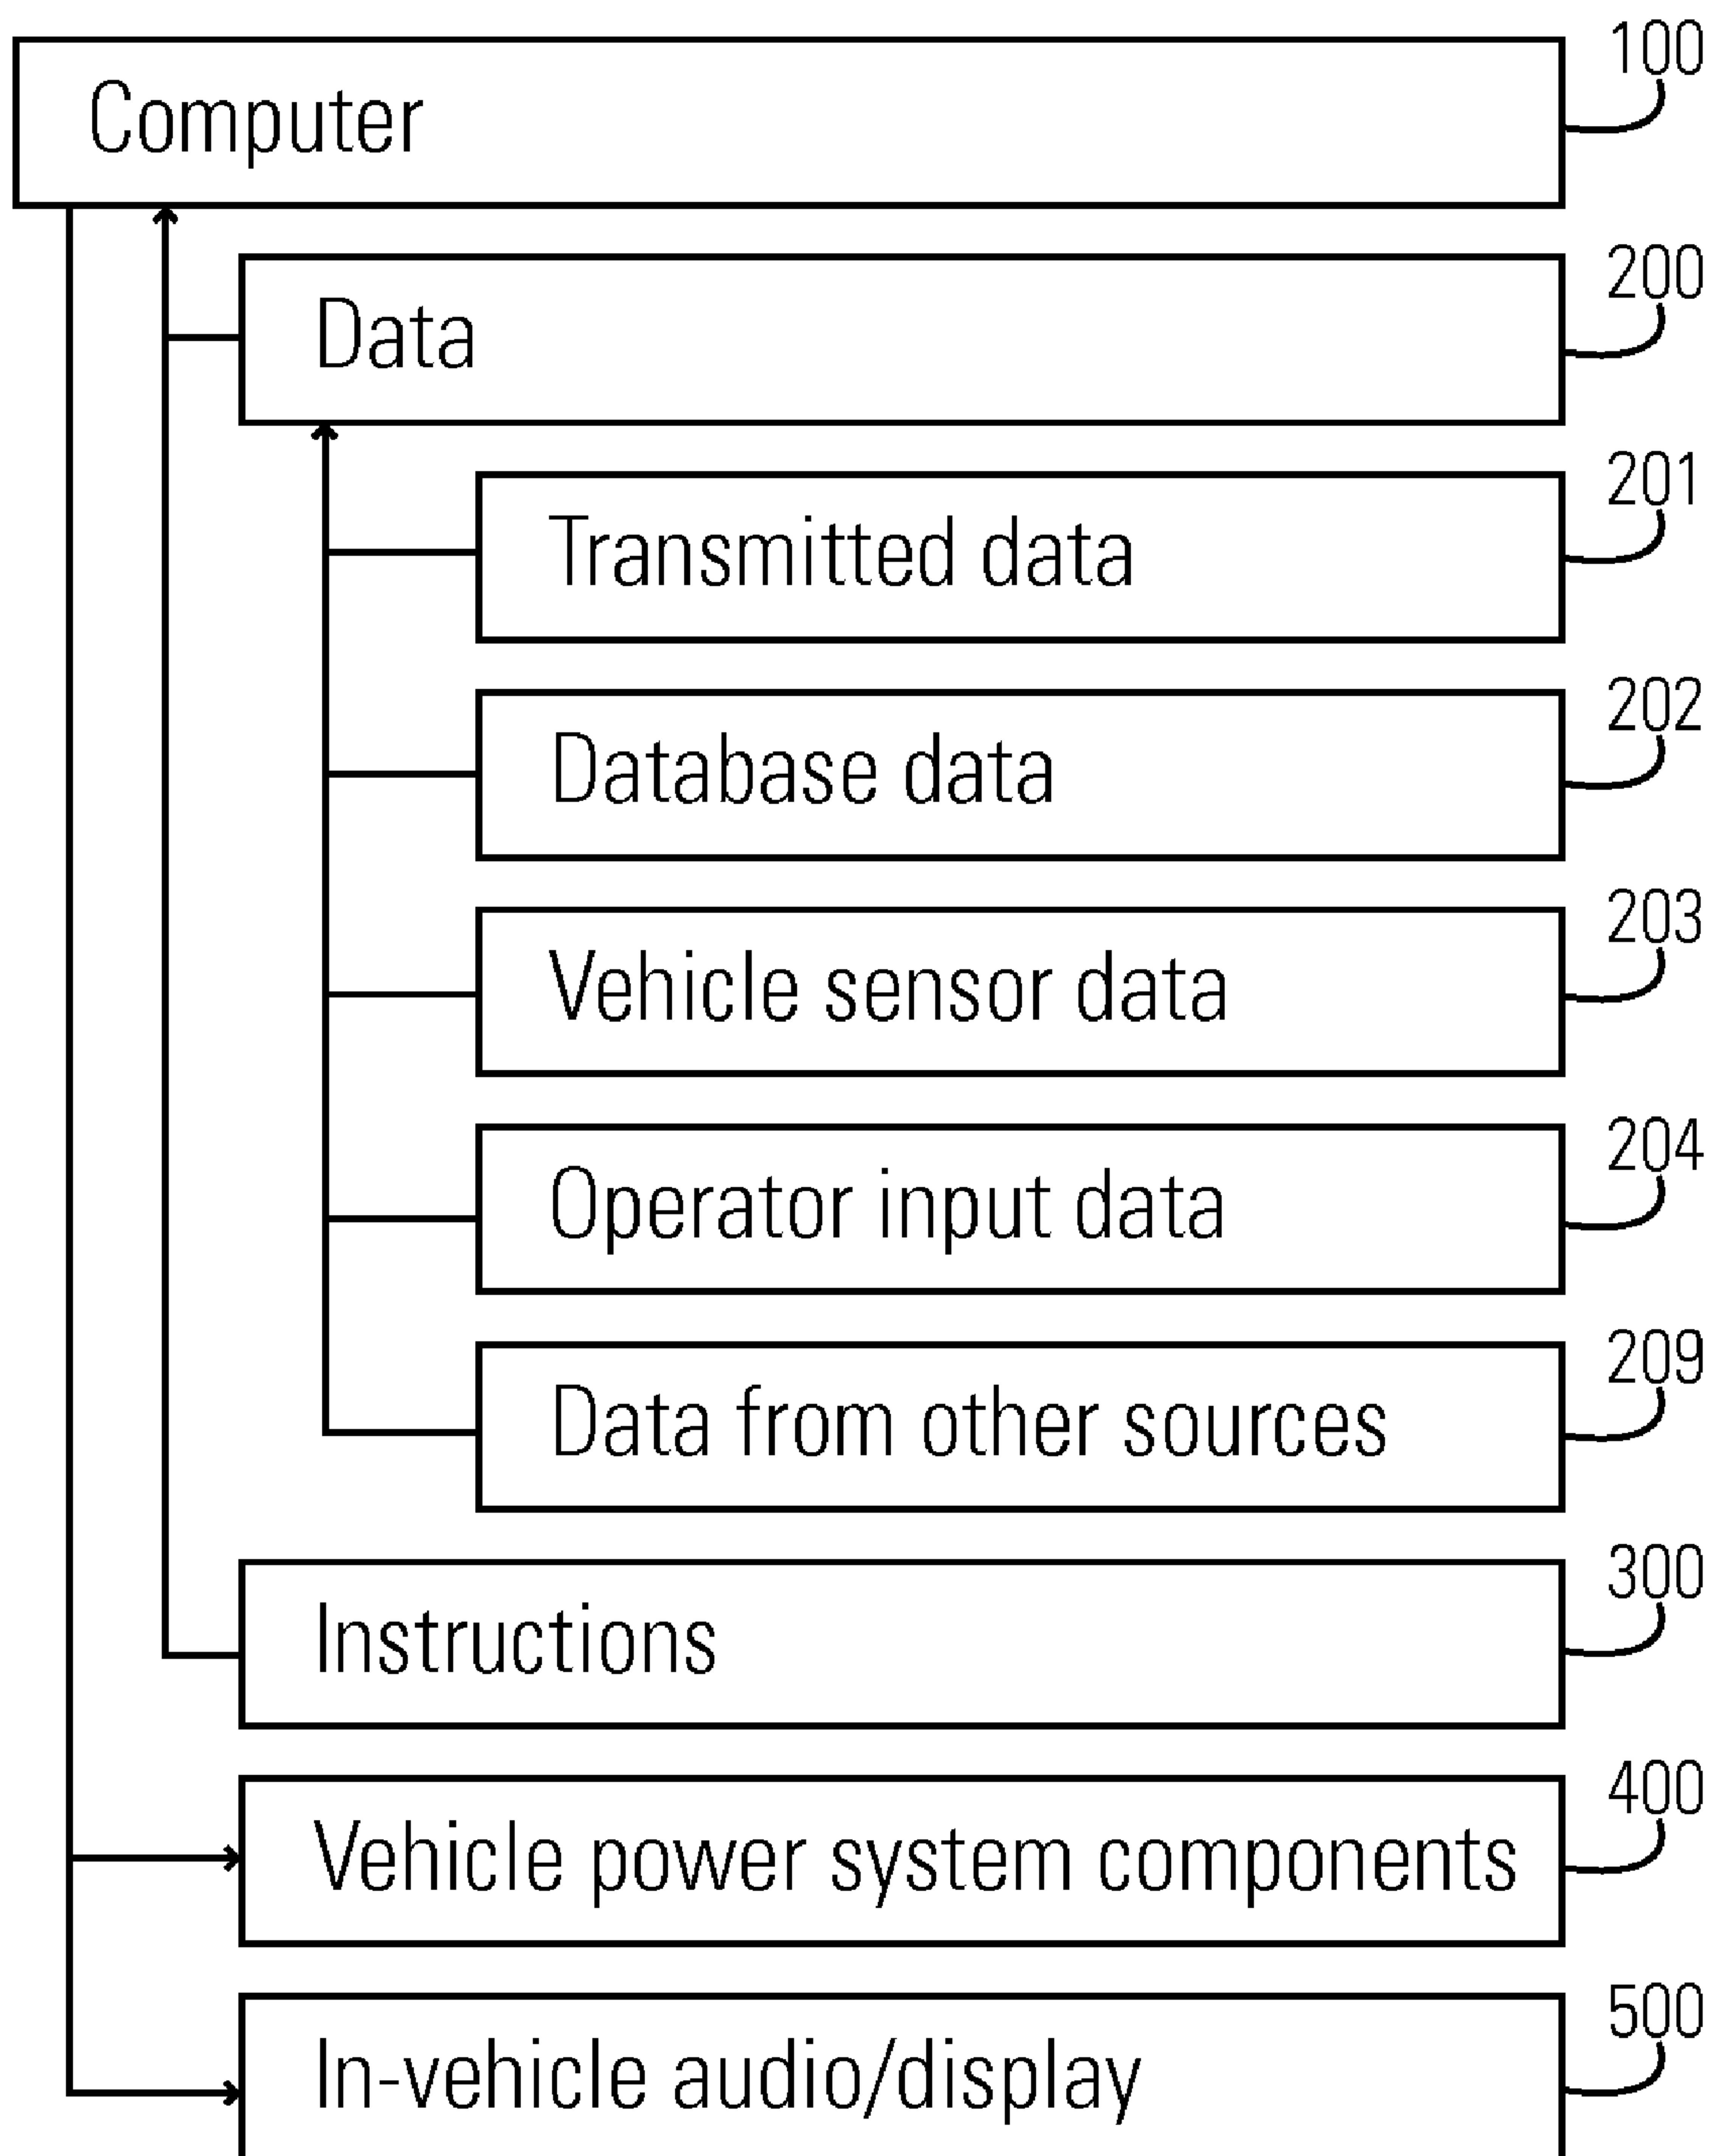 100
Computer
200
Data
201
Transmitted data
202
Database data
203
Vehicle sensor data
204
Operator input data
209
Data from other sources
300
Instructions
400
Vehicle power system components
500
In-vehicle audio/display